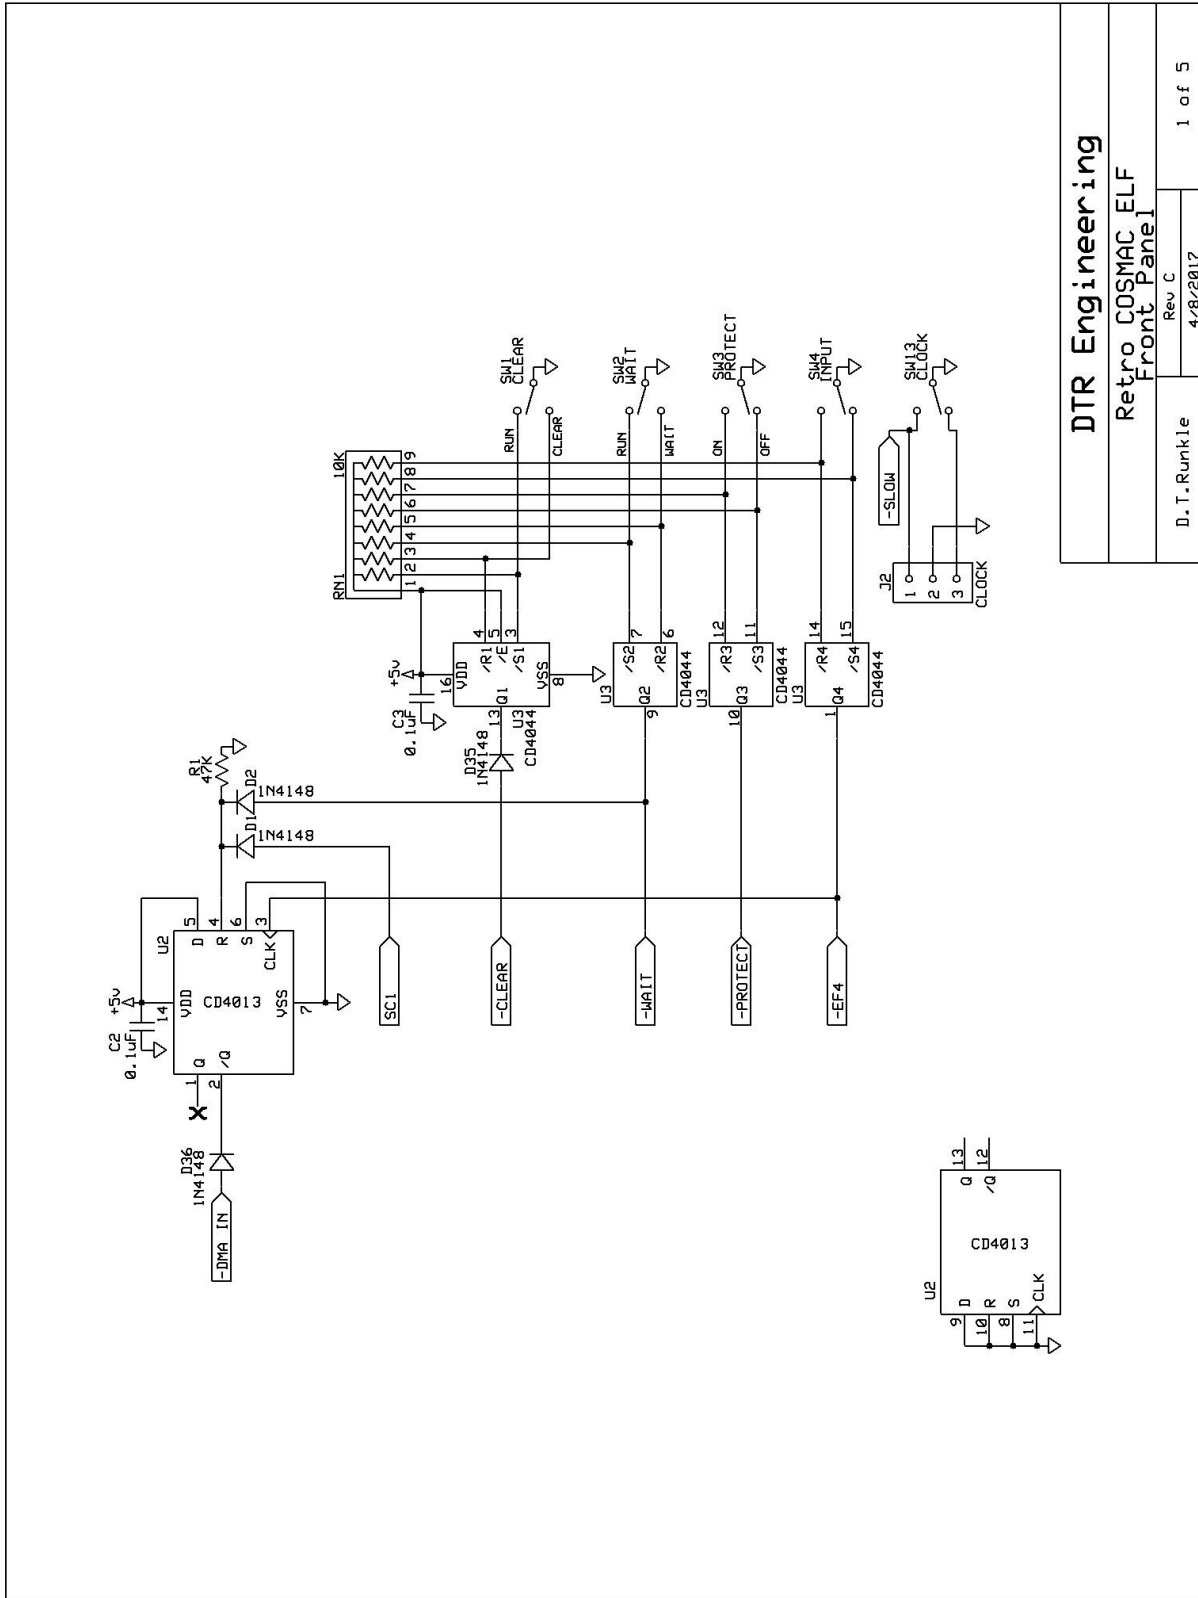 DTR Engineering
Retro COSMAC ELF
Front Panel
D.T.Runkle
Rev C
4/8/2017
1 of 5
C2
0.1uF
+5v
14
VDD
U2
CD4013
VSS
7
1
Q
2
/Q
X
D
5
R
4
S
6
CLK
3
D36
1N4148
-DMA IN
R1
47K
D2
1N4148
D1
1N4148
SC1
-CLEAR
-WAIT
-PROTECT
-EF4
RN1
10K
1
2
3
4
5
6
7
8
9
C3
0.1uF
+5v
16
VDD
/R1
4
/E
5
/S1
3
Q1
13
VSS
8
U3
CD4044
D35
1N4148
U3
/S2
7
/R2
6
Q2
9
CD4044
U3
/R3
12
/S3
11
Q3
10
CD4044
U3
/R4
14
/S4
15
Q4
1
CD4044
SW1
CLEAR
RUN
CLEAR
SW2
WAIT
RUN
WAIT
SW3
PROTECT
ON
OFF
SW4
INPUT
SW13
CLOCK
-SLOW
J2
1
2
3
CLOCK
U2
CD4013
9
D
10
R
8
S
11
CLK
Q
13
/Q
12